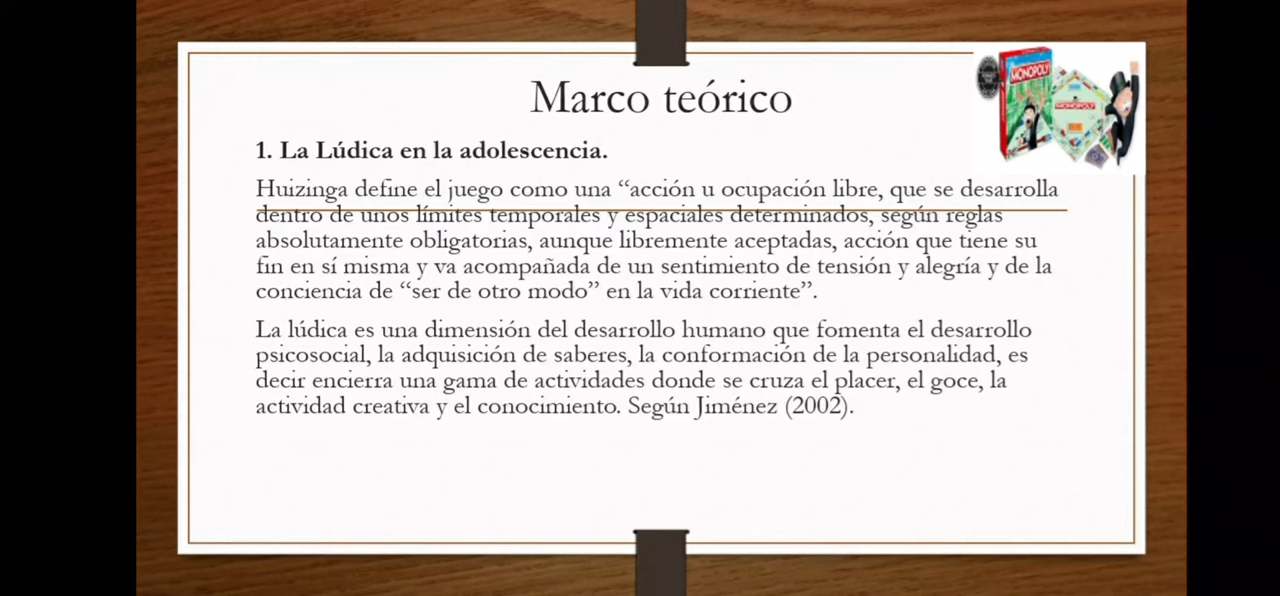 Marco teórico
MONOPOLY
MONOPOLY
1. La Lúdica en la adolescencia.
Huizinga define el juego como una “acción u ocupación libre, que se desarrolla
dentro de unos límites temporales y espaciales determinados, según reglas
absolutamente obligatorias, aunque libremente aceptadas, acción que tiene su
fin en sí misma y va acompañada de un sentimiento de tensión y alegría y de la
conciencia de “ser de otro modo” en la vida corriente”.
La lúdica es una dimensión del desarrollo humano que fomenta el desarrollo
psicosocial, la adquisición de saberes, la conformación de la personalidad, es
decir encierra una gama de actividades donde se cruza el placer, el goce, la
actividad creativa y el conocimiento. Según Jiménez (2002).